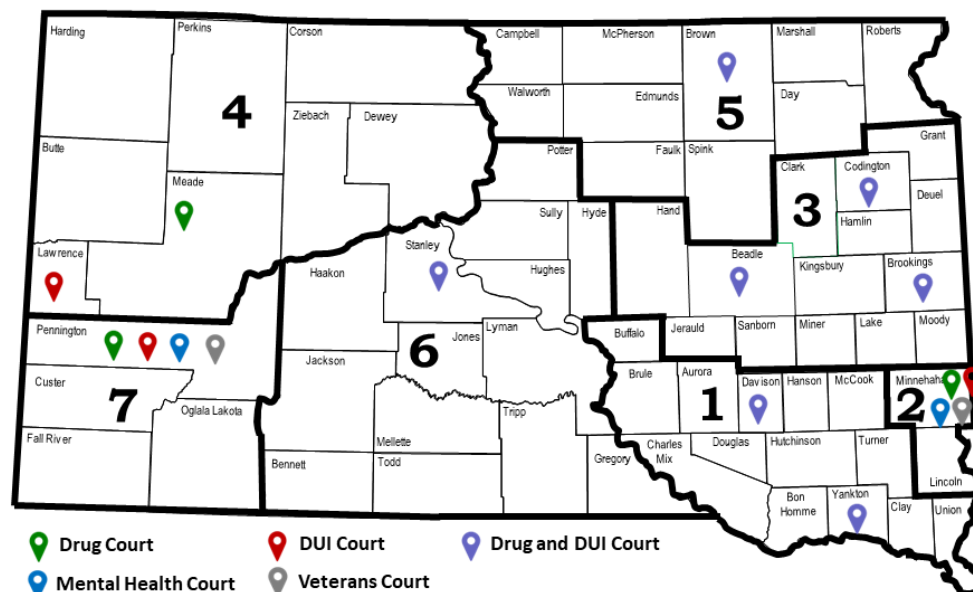 Harding
Perkins
Corson
Campbell
McPherson
Brown
Marshall
Roberts
4
Ziebach
Dewey
Walworth
Edmunds
5
Day
Butte
Meade
Potter
Faulk
Spink
Clark
Codington
Grant
3
Deuel
Lawrence
Stanley
Sully
Hyde
Hand
Hamlin
Haakon
Hughes
Beadle
Kingsbury
Brookings
Pennington
Jackson
6
Jones
Lyman
Buffalo
Jerauld
Sanborn
Miner
Lake
Moody
Custer
7
Oglala Lakota
Brule
Aurora
1
Davison
Hanson
McCook
Minnehaha
2
Fall River
Bennett
Mellette
Todd
Tripp
Gregory
Charles
Mix
Douglas
Hutchinson
Turner
Lincoln
Bon
Homme
Yankton
Clay
Union
Drug Court
DUI Court
Drug and DUI Court
Mental Health Court
Veterans Court